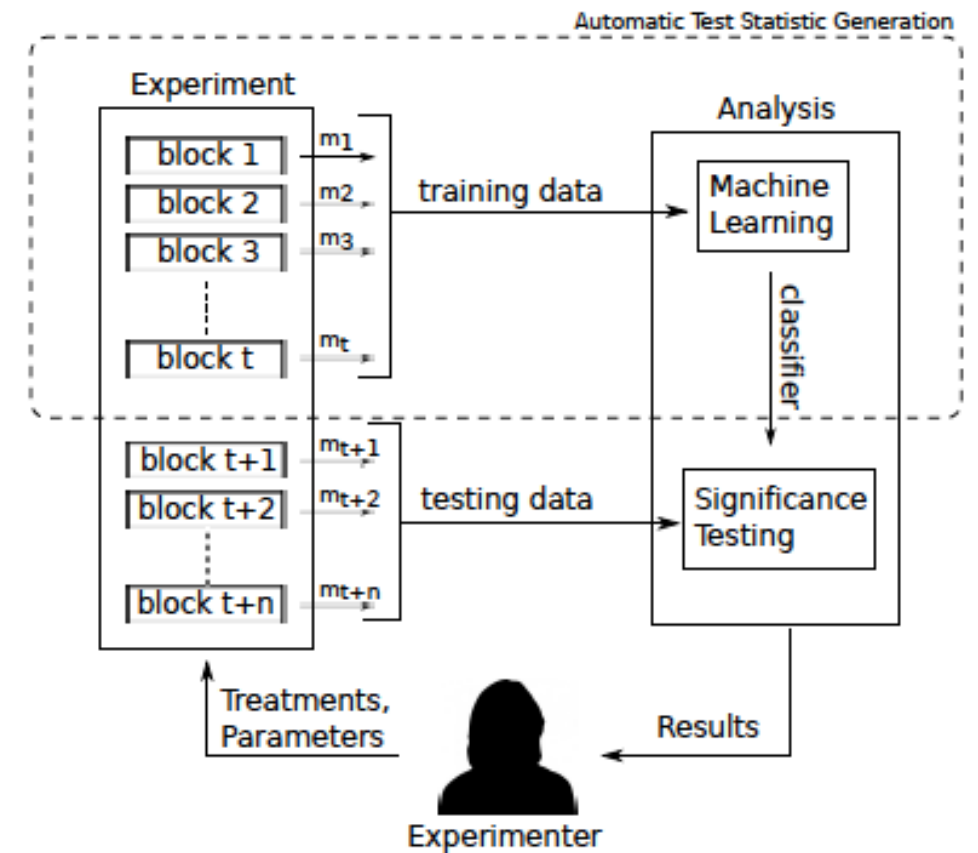 Automatic Test Statistic Generation
Experiment
Analysis
block 1
m1
block 2
m2
block 3
m3
block t
mt
training data
Machine
Learning
classifier
block t+1
mt+1
block t+2
mt+2
block t+n
mt+n
testing data
Significance
Testing
Treatments,
Parameters
Results
Experimenter